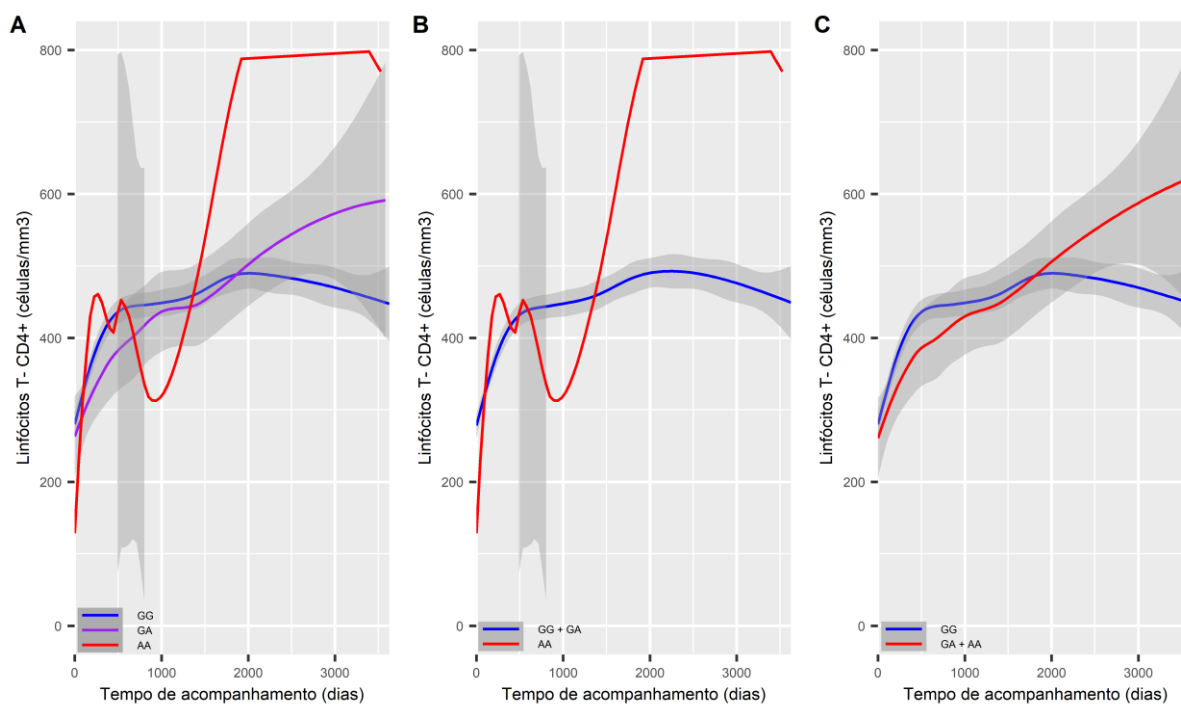 A
Linfócitos T- CD4+ (células/mm3)
800
600
400
200
0
GG
GA
AA
0 1000 2000 3000
Tempo de acompanhamento (dias)
B
Linfócitos T- CD4+ (células/mm3)
800
600
400
200
0
GG + GA
AA
0 1000 2000 3000
Tempo de acompanhamento (dias)
C
Linfócitos T- CD4+ (células/mm3)
800
600
400
200
0
GG
GA + AA
0 1000 2000 3000
Tempo de acompanhamento (dias)